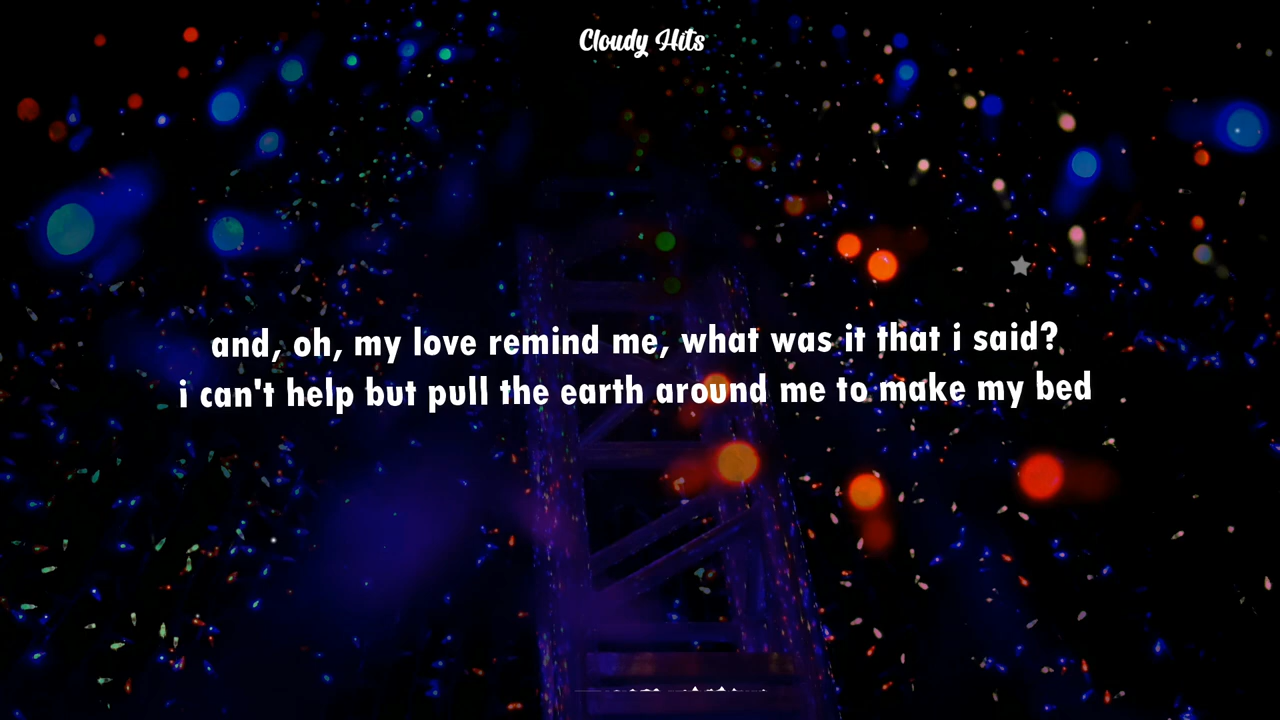 Cloudy Hits
and, oh, my love remind me, what was it that i said?
i can't help but pull the earth around me to make my bed